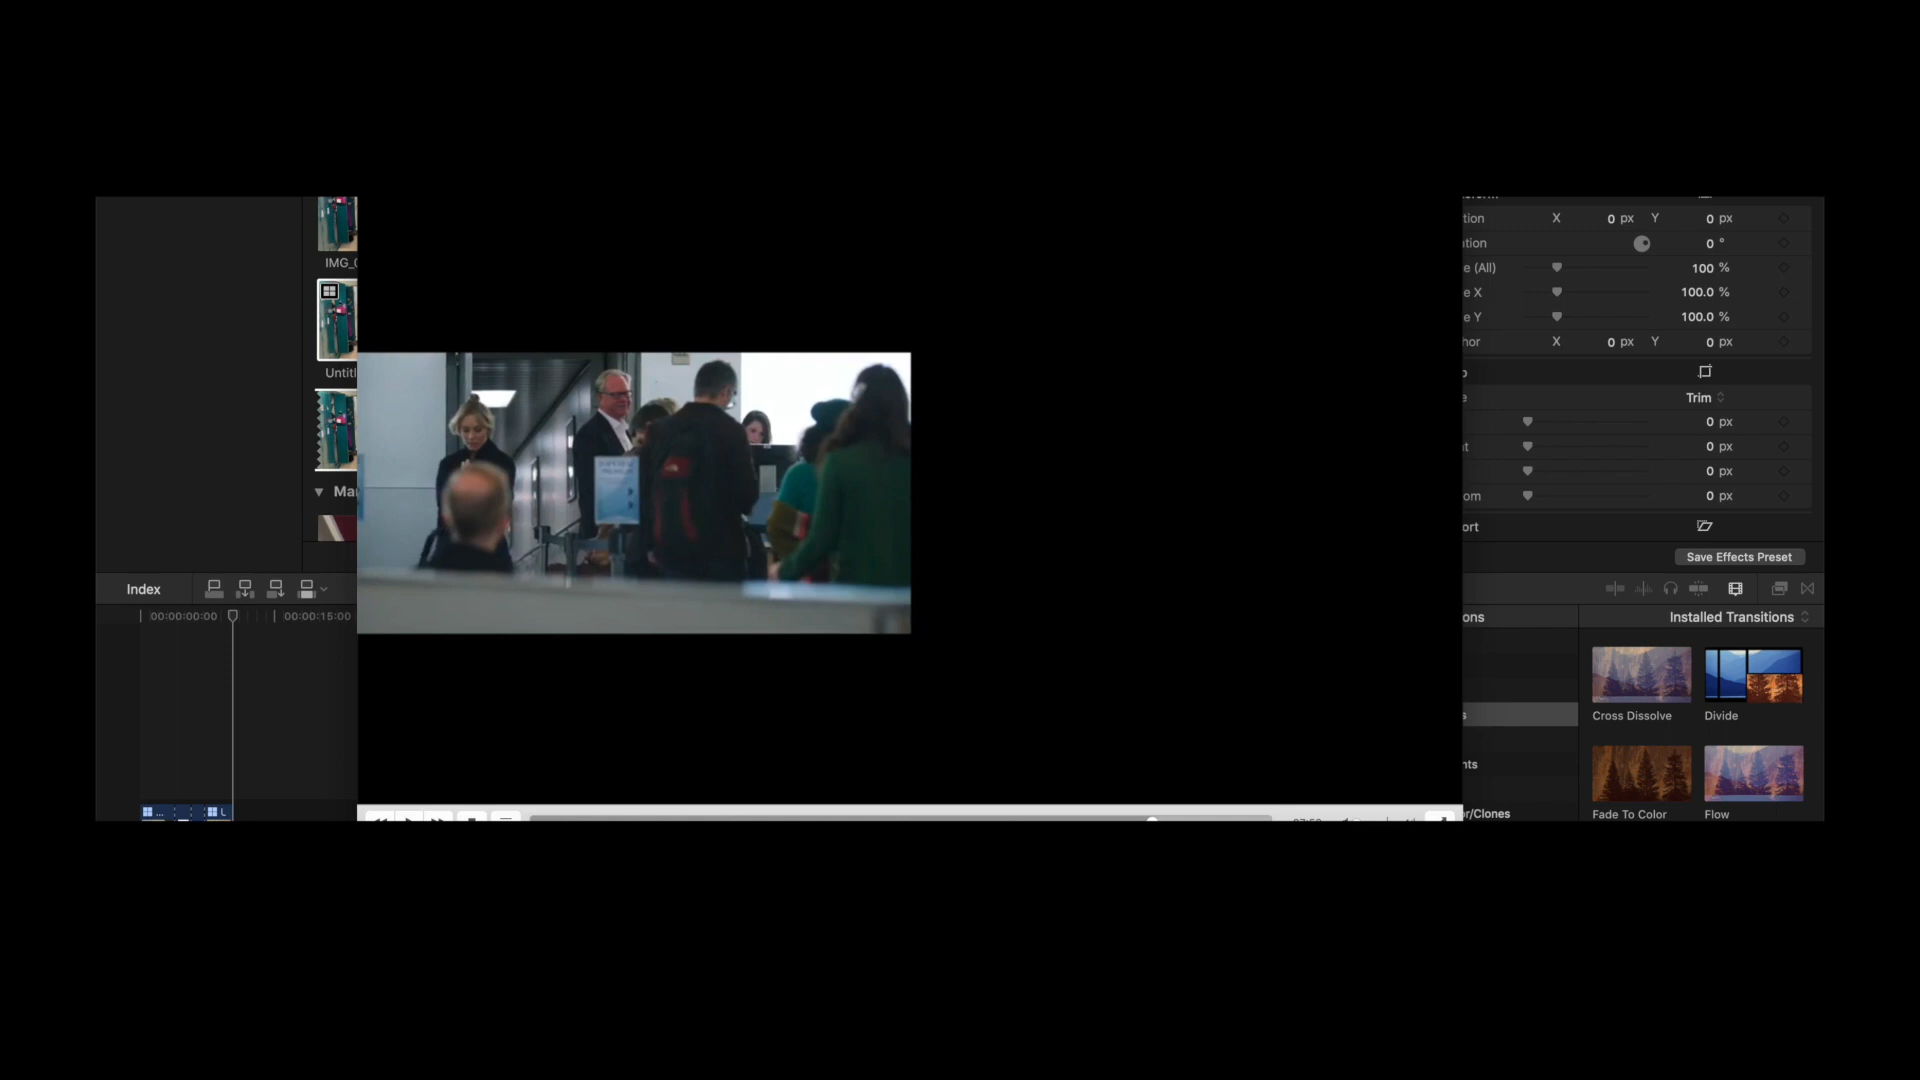 IMG_0
Untitl
Mar
Index
00:00:00:00
00:00:15:00
tion X 0 px Y 0 px
ation 0 °
e (All) 100 %
e X 100.0 %
e Y 100.0 %
hor X 0 px Y 0 px
p
e Trim
0 px
t 0 px
0 px
om 0 px
ort
Save Effects Preset
ons
Installed Transitions
s
nts
r/Clones
Cross Dissolve
Divide
Fade To Color
Flow